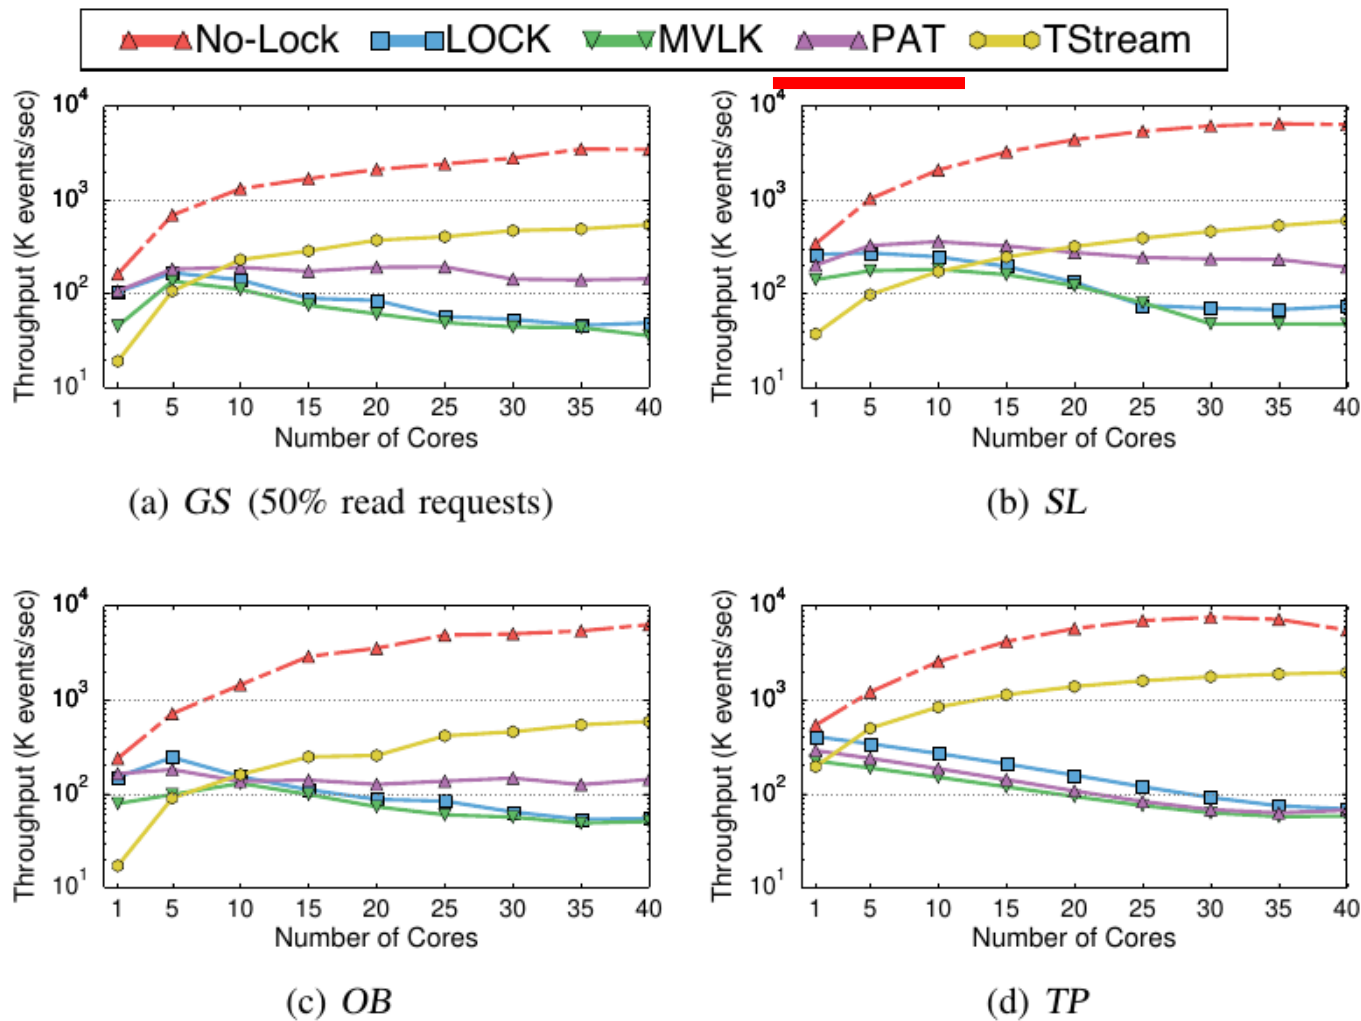 No-Lock LOCK MVLK PAT TStream
Throughput (K events/sec)
10^4
10^3
10^2
10^1
1 5 10 15 20 25 30 35 40
Number of Cores
(a) GS (50% read requests)
Throughput (K events/sec)
10^4
10^3
10^2
10^1
1 5 10 15 20 25 30 35 40
Number of Cores
(b) SL
Throughput (K events/sec)
10^4
10^3
10^2
10^1
1 5 10 15 20 25 30 35 40
Number of Cores
(c) OB
Throughput (K events/sec)
10^4
10^3
10^2
10^1
1 5 10 15 20 25 30 35 40
Number of Cores
(d) TP